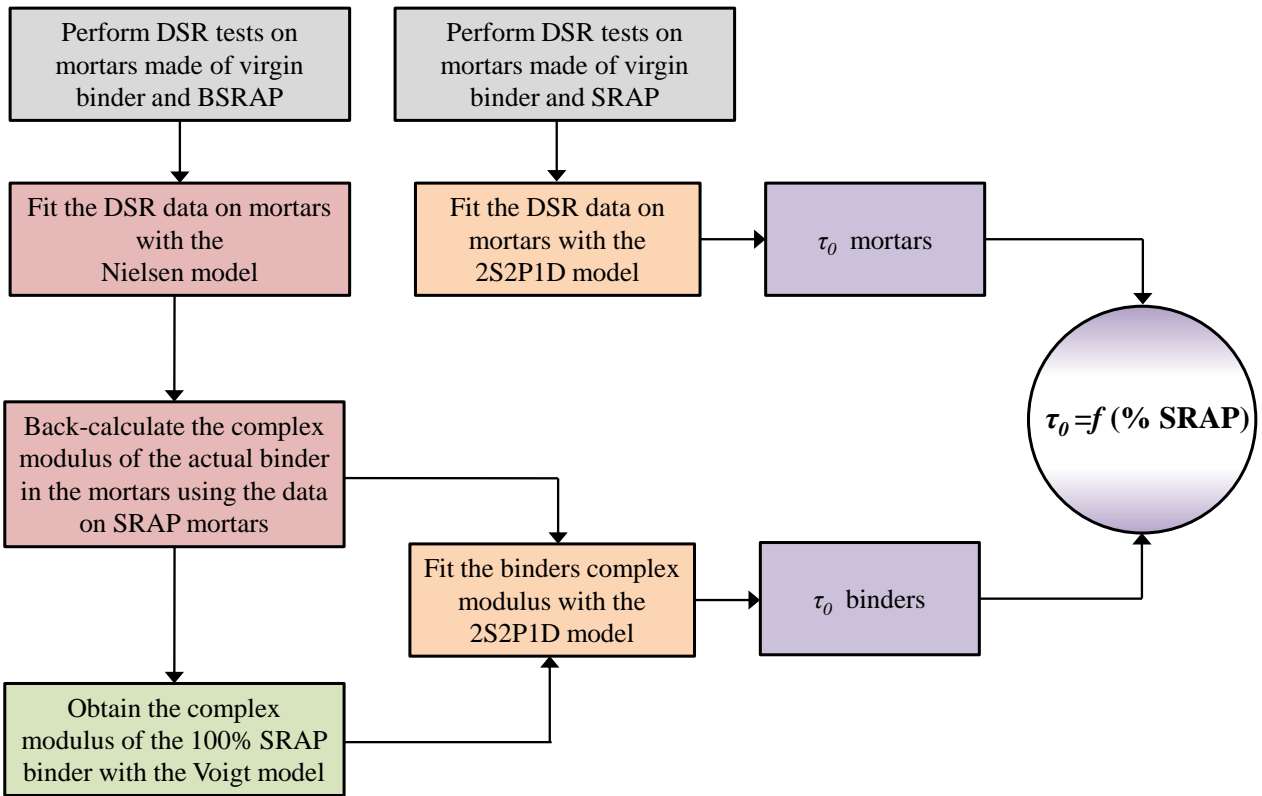 Perform DSR tests on
mortars made of virgin
binder and BSRAP
Perform DSR tests on
mortars made of virgin
binder and SRAP
Fit the DSR data on mortars
with the
Nielsen model
Fit the DSR data on
mortars with the
2S2P1D model
τ₀ mortars
τ₀ =f (% SRAP)
Back-calculate the complex
modulus of the actual binder
in the mortars using the data
on SRAP mortars
Fit the binders complex
modulus with the
2S2P1D model
τ₀ binders
Obtain the complex
modulus of the 100% SRAP
binder with the Voigt model